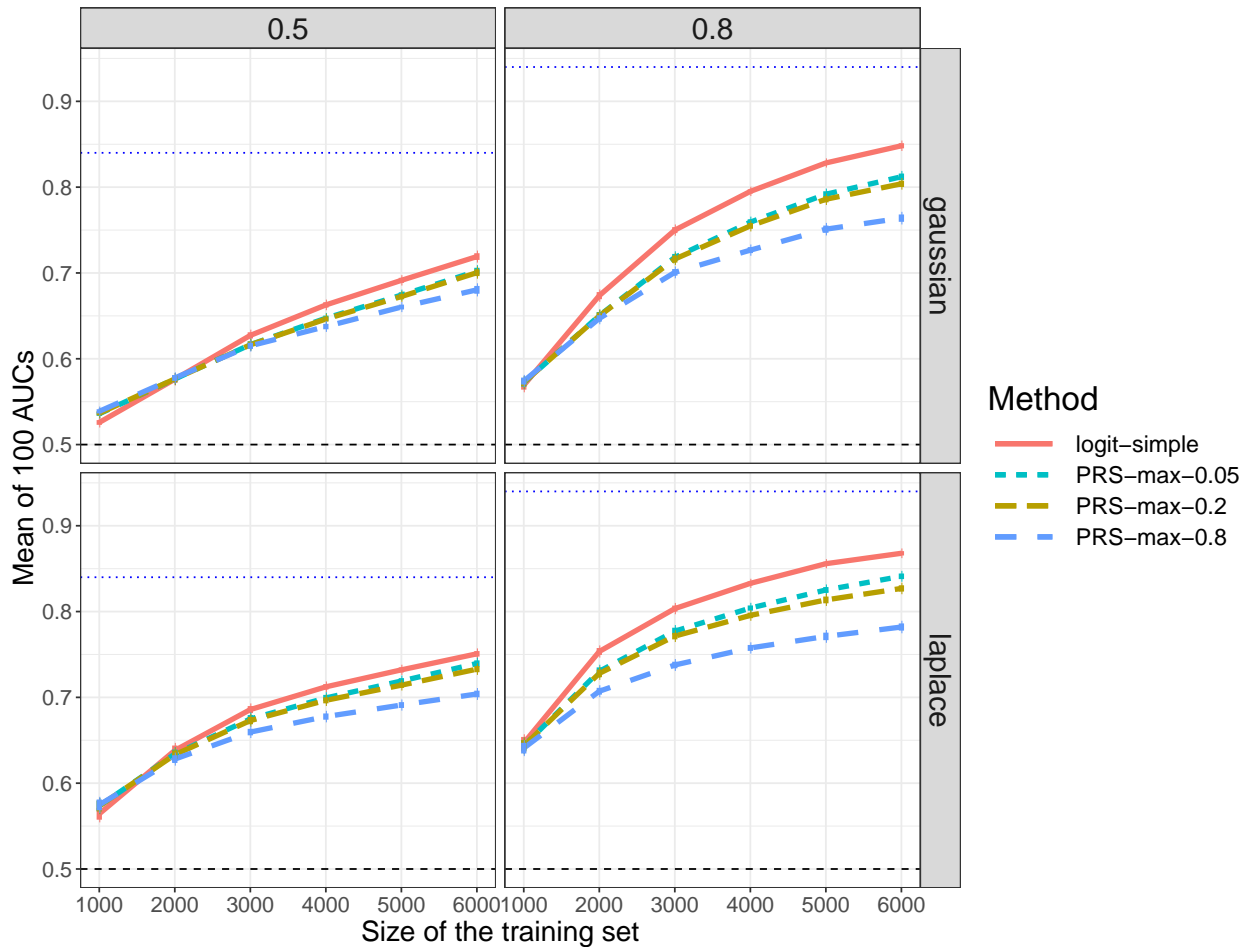 0.5
0.8
0.9
0.8
0.7
0.6
0.5
gaussian
0.9
0.8
0.7
0.6
0.5
laplace
Mean of 100 AUCs
1000 2000 3000 4000 5000 6000
1000 2000 3000 4000 5000 6000
Size of the training set
Method
logit−simple
PRS−max−0.05
PRS−max−0.2
PRS−max−0.8